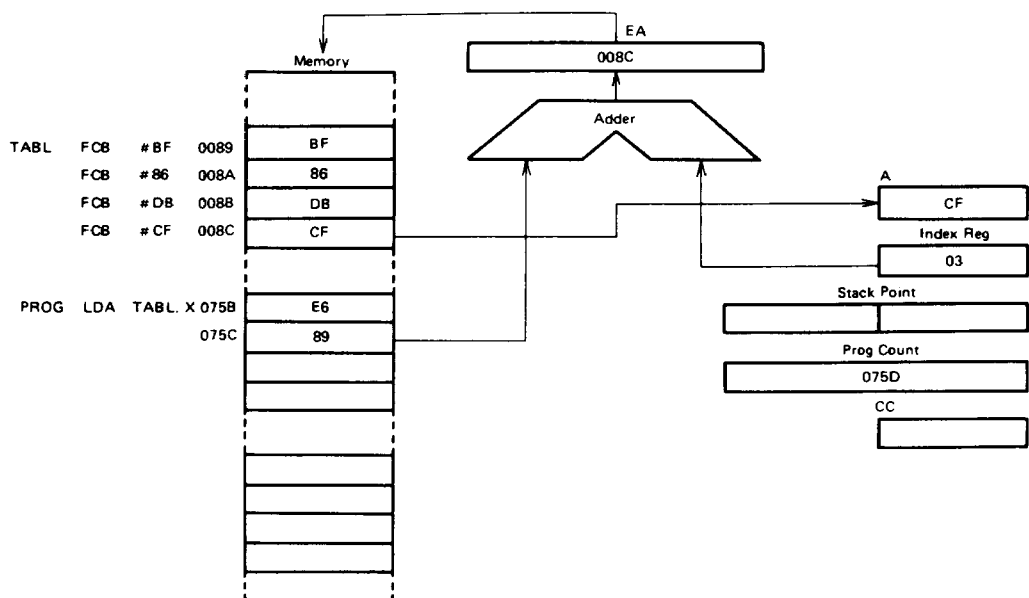 EA
008C
Memory
Adder
TABL FCB #BF 0089 BF
FCB #86 008A 86
FCB #DB 008B DB
FCB #CF 008C CF
A
CF
Index Reg
03
PROG LDA TABL. X 075B E6
075C 89
Stack Point
Prog Count
075D
CC